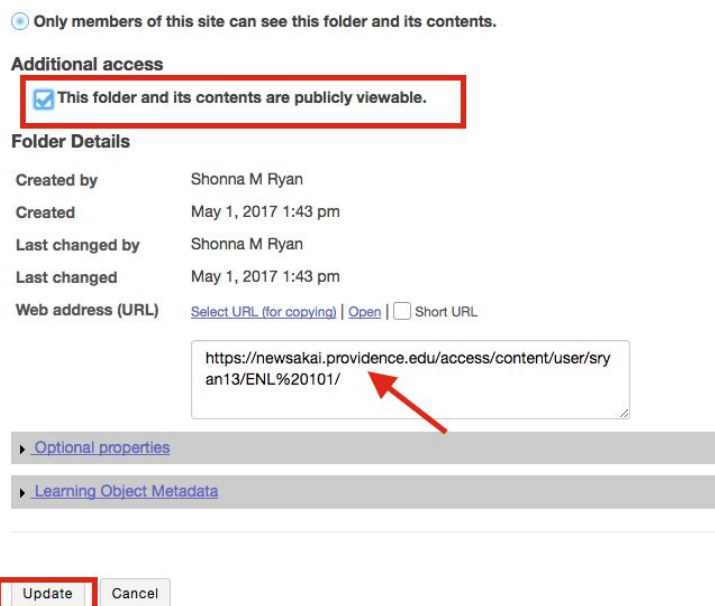 Only members of this site can see this folder and its contents.
Additional access
This folder and its contents are publicly viewable.
Folder Details
Created by Shonna M Ryan
Created May 1, 2017 1:43 pm
Last changed by Shonna M Ryan
Last changed May 1, 2017 1:43 pm
Web address (URL) Select URL (for copying) | Open | Short URL
https://newsakai.providence.edu/access/content/user/sry
an13/ENL%20101/
Optional properties
Learning Object Metadata
Update Cancel